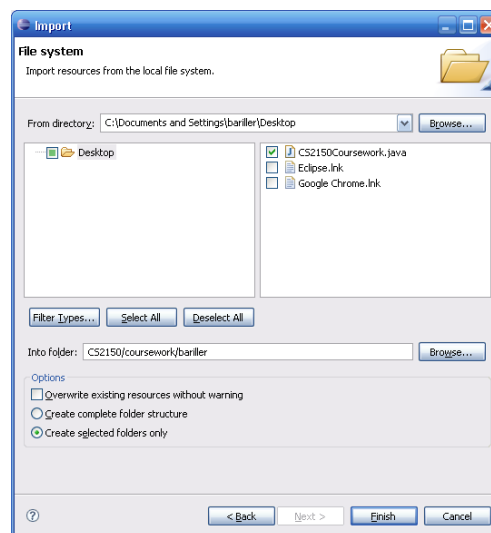 Import
File system
Import resources from the local file system.
From directory: C:\Documents and Settings\bariller\Desktop Browse...
Desktop
CS2150Coursework.java
Eclipse.lnk
Google Chrome.lnk
Filter Types... Select All Deselect All
Into folder: CS2150/coursework/bariller Browse...
Options
Overwrite existing resources without warning
Create complete folder structure
Create selected folders only
? < Back Next > Finish Cancel